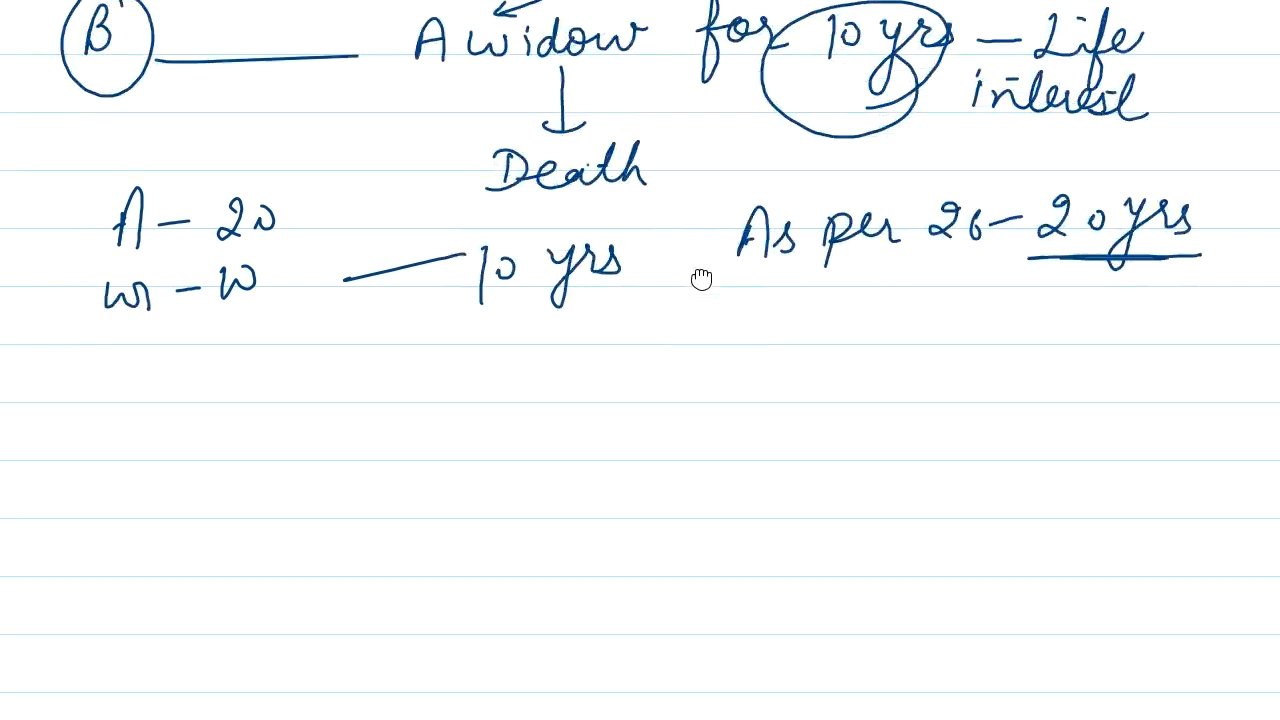 B' A widow for 10 yrs – Life
interest
Death
A – 20 As per 26 – 20 yrs
10 yrs